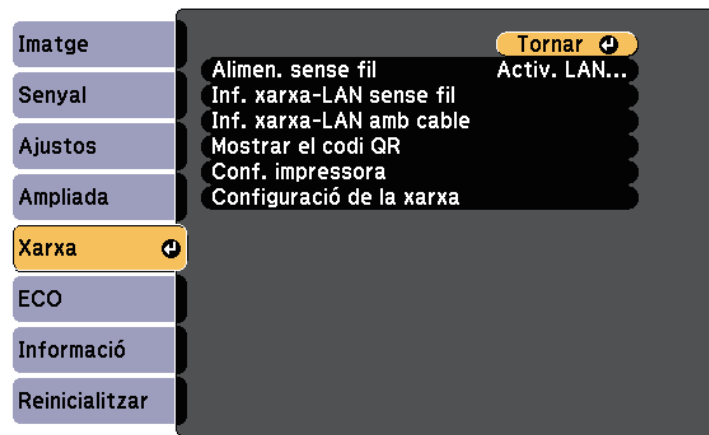 Imatge
Senyal
Ajustos
Ampliada
Xarxa
ECO
Informació
Reinicialitzar
Tornar
Alimen. sense fil Activ. LAN...
Inf. xarxa-LAN sense fil
Inf. xarxa-LAN amb cable
Mostrar el codi QR
Conf. impressora
Configuració de la xarxa